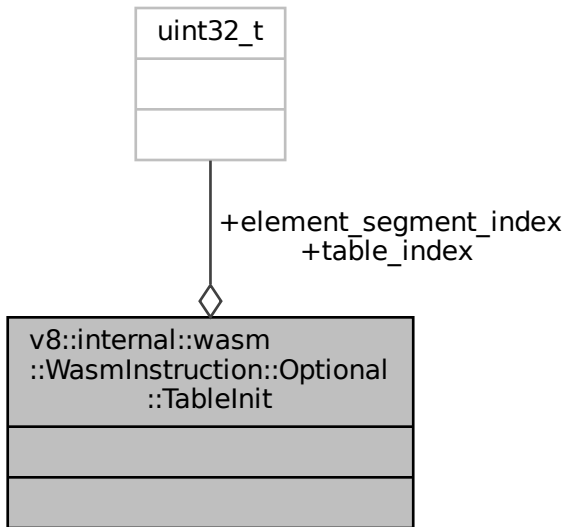 uint32_t
+element_segment_index
+table_index
v8::internal::wasm
::WasmInstruction::Optional
::TableInit